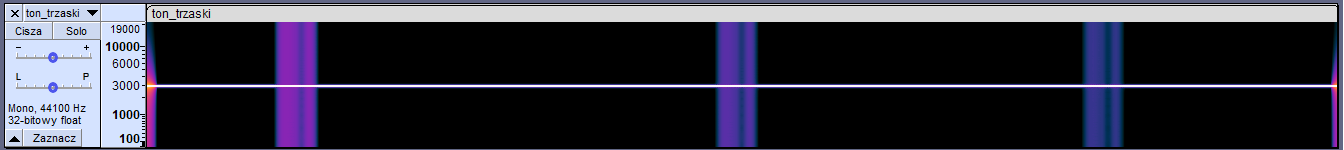 × ton_trzaski ▼ ton_trzaski
Cisza Solo
− +
L P
Mono, 44100 Hz
32-bitowy float
▲ Zaznacz
19000
10000
6000
3000
1000
100